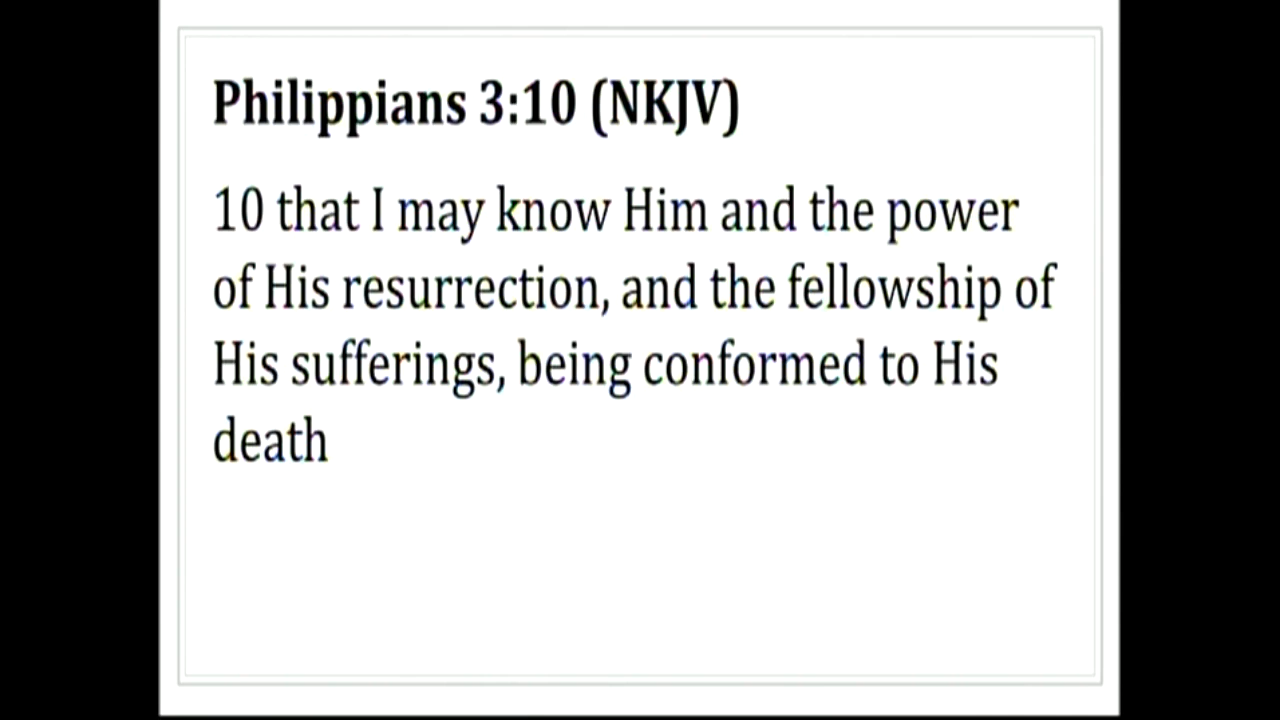 Philippians 3:10 (NKJV)
10 that I may know Him and the power
of His resurrection, and the fellowship of
His sufferings, being conformed to His
death